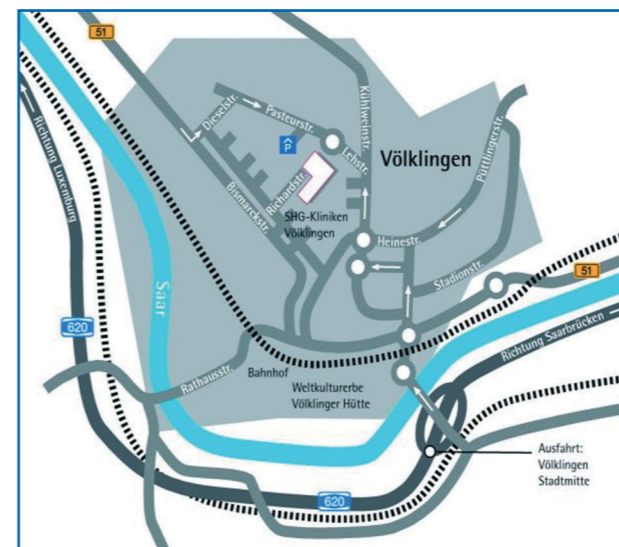 51
Dieselstr.
Pasteurstr.
Kühlweinstr.
P
Lehstr.
Richardstr.
Völklingen
Püttlingerstr.
Richtung Luxemburg
Bismarckstr.
SHG-Kliniken
Völklingen
Heinestr.
Stadionstr.
51
Saar
620
Richtung Saarbrücken
Bahnhof
Rathausstr.
Weltkulturerbe
Völklinger Hütte
Ausfahrt:
Völklingen
Stadtmitte
620